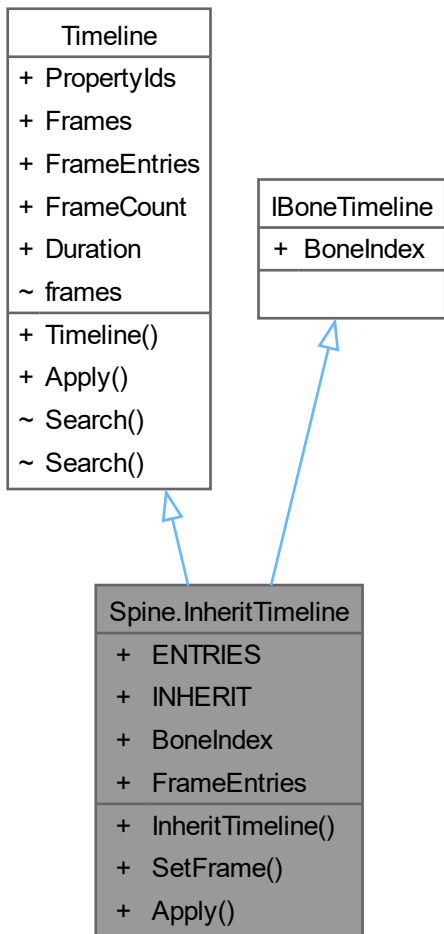 Timeline
+ PropertyIds
+ Frames
+ FrameEntries
+ FrameCount
+ Duration
~ frames
+ Timeline()
+ Apply()
~ Search()
~ Search()
IBoneTimeline
+ BoneIndex
Spine.InheritTimeline
+ ENTRIES
+ INHERIT
+ BoneIndex
+ FrameEntries
+ InheritTimeline()
+ SetFrame()
+ Apply()